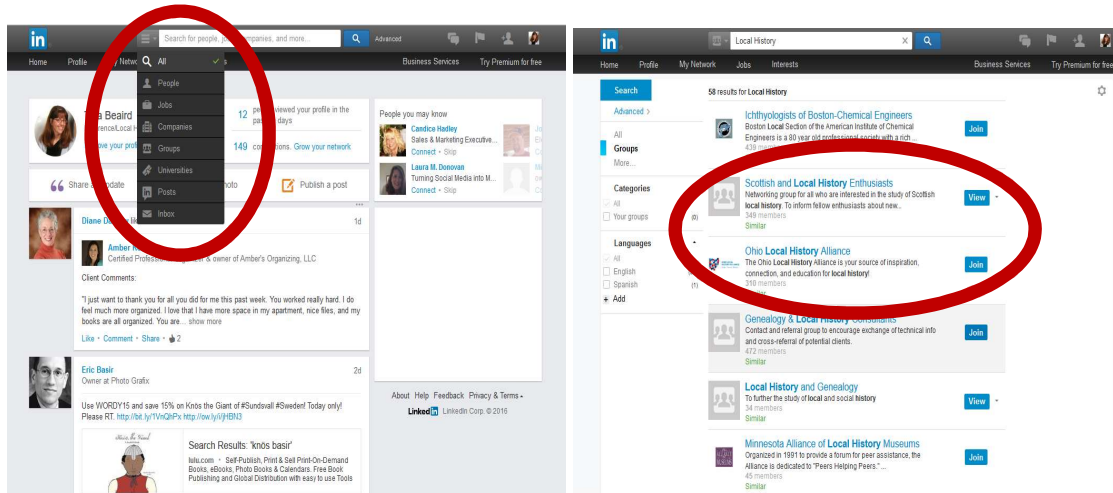 in
Search for people, jobs, companies, and more...
Advanced
Home Profile My Network
Business Services Try Premium for free
All
People
Jobs
Companies
Groups
Universities
Posts
Inbox
Beaird
12 people viewed your profile in the
past days
149 connections. Grow your network
Share an update
Publish a post
People you may know
Candice Hadley
Sales & Marketing Executive...
Connect • Skip
Laura M. Donovan
Turning Social Media into M...
Connect • Skip
Diane
1d
Amber
Certified Professional & owner of Amber's Organizing, LLC
Client Comments:
"I just want to thank you for all you did for me this past week. You worked really hard. I do
feel much more organized. I love that I have more space in my apartment, nice files, and my
books are all organized. You are... show more
Like • Comment • Share • 2
Eric Basir
2d
Owner at Photo Grafix
Use WORDY15 and save 15% on Knös the Giant of #Sundsvall #Sweden! Today only!
Please RT. http://bit.ly/1VnQhPx http://ow.ly/i/jHBN3
Search Results: 'knös basir'
lulu.com • Self-Publish, Print & Sell Print-On-Demand
Books, eBooks, Photo Books & Calendars. Free Book
Publishing and Global Distribution with easy to use Tools
About Help Feedback Privacy & Terms
Linked in LinkedIn Corp. © 2016
in
Local History
Home Profile My Network Jobs Interests
Business Services Try Premium for free
Search
Advanced >
All
Groups
More...
Categories
All
Your groups (0)
Languages
All
English
Spanish (1)
+ Add
58 results for Local History
Ichthyologists of Boston-Chemical Engineers
Boston Local Section of the American Institute of Chemical
Engineers is a 80 year old professional society with a rich...
members
Join
Scottish and Local History Enthusiasts
Networking group for all who are interested in the study of Scottish
local history. To inform fellow enthusiasts about new...
349 members
Similar
View
Ohio Local History Alliance
The Ohio Local History Alliance is your source of inspiration,
connection, and education for local history!
310 members
Similar
Join
Genealogy & Local History Consultants
Contact and referral group to encourage exchange of technical info
and cross-referral of potential clients.
472 members
Similar
Join
Local History and Genealogy
To further the study of local and social history
34 members
Similar
View
Minnesota Alliance of Local History Museums
Organized in 1991 to provide a forum for peer assistance, the
Alliance is dedicated to "Peers Helping Peers." ...
45 members
Similar
Join